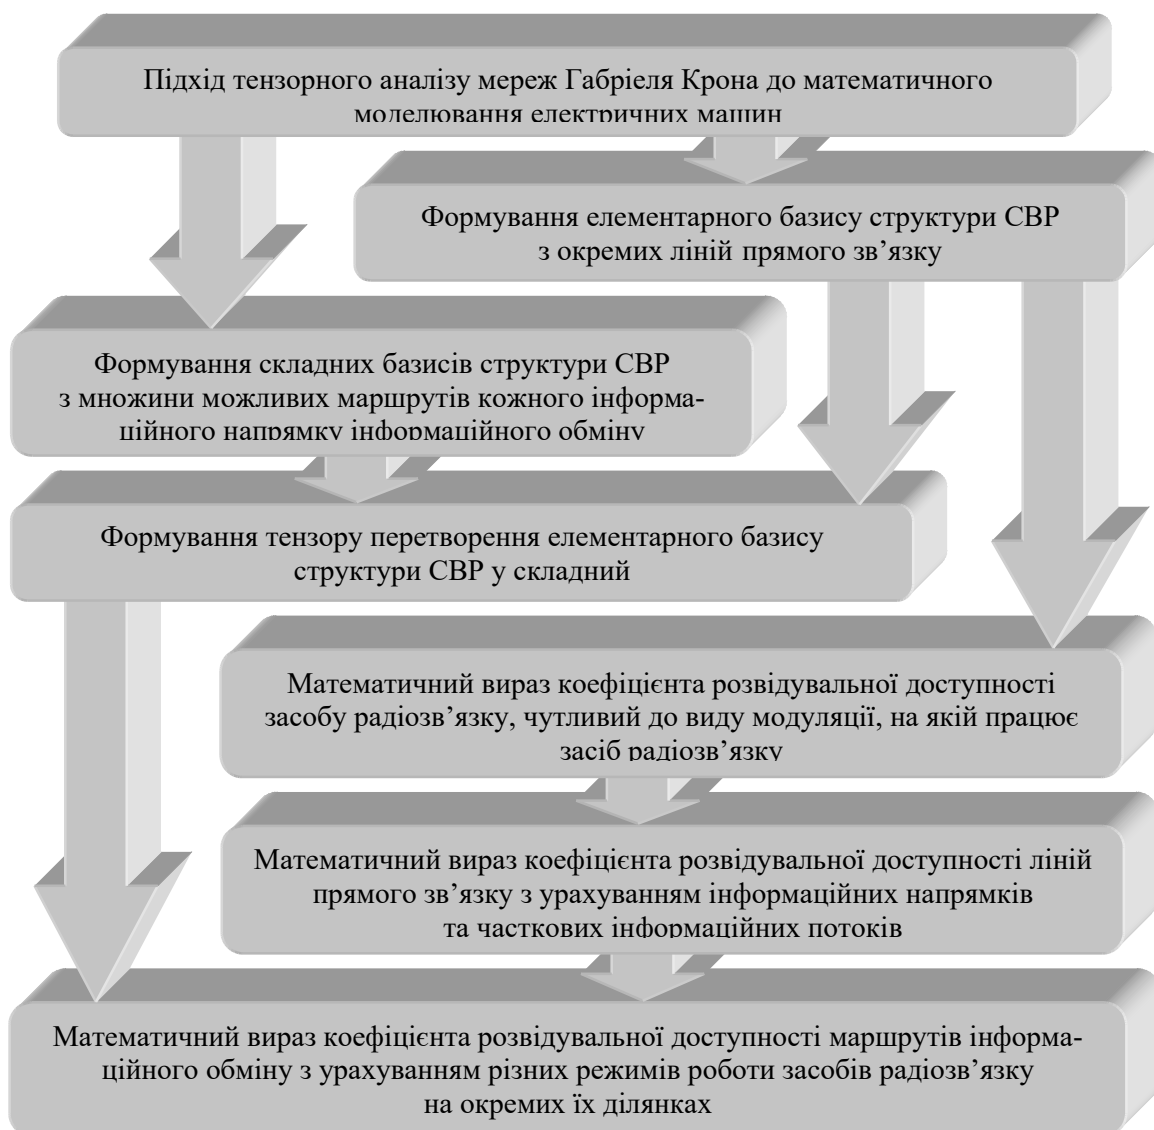 Підхід тензорного аналізу мереж Габріеля Крона до математичного
моделювання електричних машин
Формування елементарного базису структури СВР
з окремих ліній прямого зв’язку
Формування складних базисів структури СВР
з множини можливих маршрутів кожного інформа-
ційного напрямку інформаційного обміну
Формування тензору перетворення елементарного базису
структури СВР у складний
Математичний вираз коефіцієнта розвідувальної доступності
засобу радіозв’язку, чутливий до виду модуляції, на якій працює
засіб радіозв’язку
Математичний вираз коефіцієнта розвідувальної доступності ліній
прямого зв’язку з урахуванням інформаційних напрямків
та часткових інформаційних потоків
Математичний вираз коефіцієнта розвідувальної доступності маршрутів інформа-
ційного обміну з урахуванням різних режимів роботи засобів радіозв’язку
на окремих їх ділянках